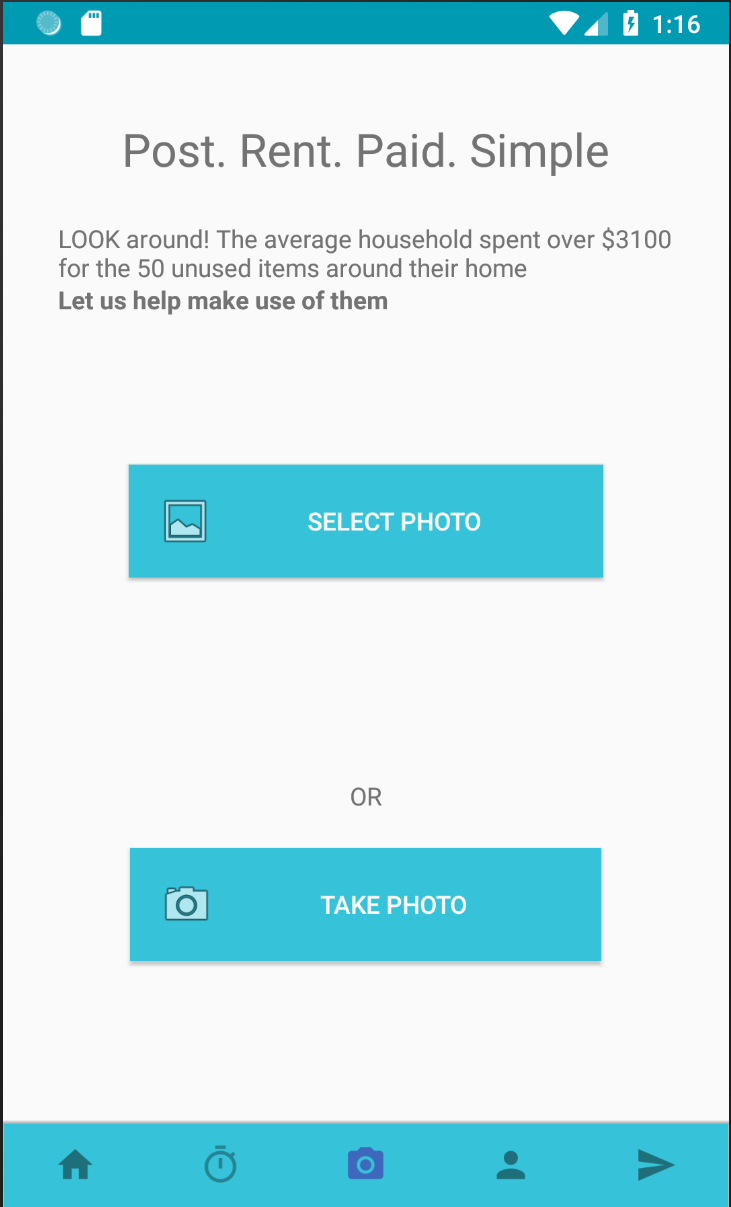 1:16
Post. Rent. Paid. Simple
LOOK around! The average household spent over $3100
for the 50 unused items around their home
Let us help make use of them
SELECT PHOTO
OR
TAKE PHOTO